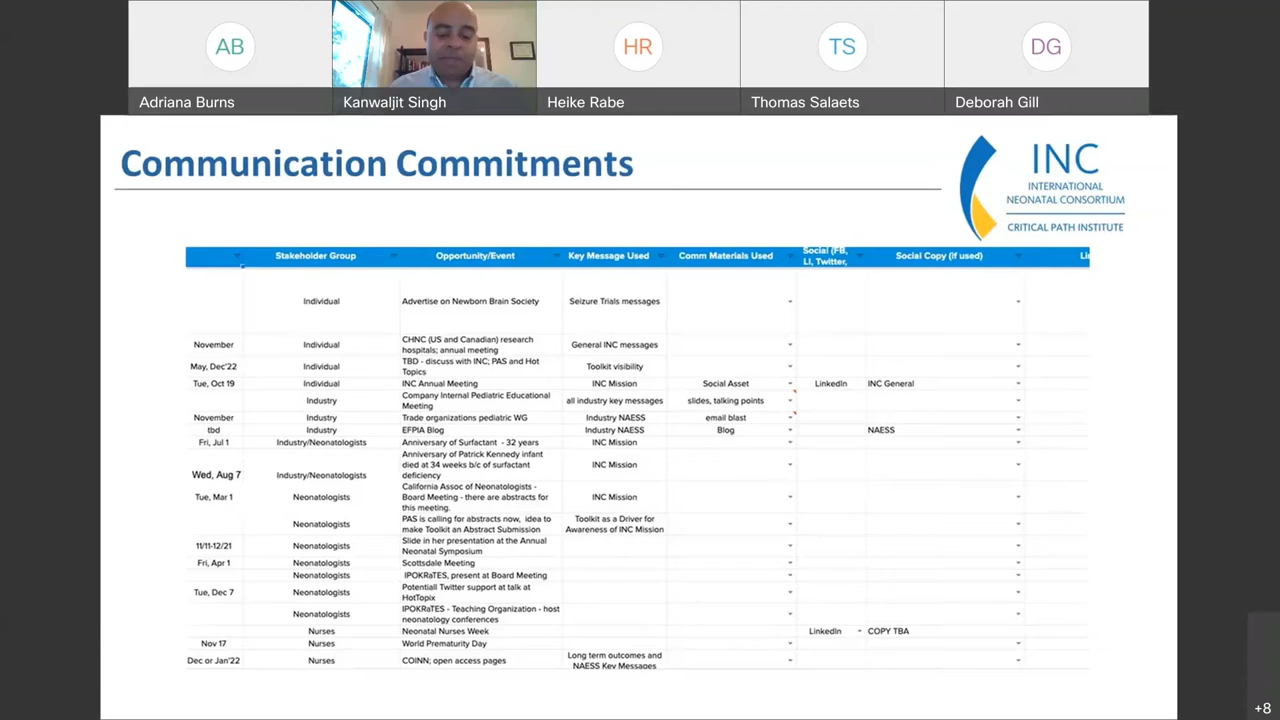 AB
HR
TS
DG
Adriana Burns
Kanwaljit Singh
Heike Rabe
Thomas Salaets
Deborah Gill
Communication Commitments
INC
INTERNATIONAL
NEONATAL CONSORTIUM
CRITICAL PATH INSTITUTE
Stakeholder Group Opportunity/Event Key Message Used Comm Materials Used Social (FB, LI, Twitter, Social Copy (if used)
Individual Advertise on Newborn Brain Society Seizure Trials messages
November Individual CHNC (US and Canadian) research hospitals; annual meeting General INC messages
May, Dec'22 Individual TBD - discuss with INC; PAS and Hot Topics Toolkit visibility
Tue, Oct 19 Individual INC Annual Meeting INC Mission Social Asset LinkedIn INC General
Industry Company Internal Pediatric Educational Meeting all industry key messages slides, talking points
November Industry Trade organizations pediatric WG Industry NAESS email blast
tbd Industry EFPIA Blog Industry NAESS Blog NAESS
Fri, Jul 1 Industry/Neonatologists Anniversary of Surfactant - 32 years INC Mission
Wed, Aug 7 Industry/Neonatologists Anniversary of Patrick Kennedy infant died at 34 weeks b/c of surfactant deficiency INC Mission
Tue, Mar 1 Neonatologists California Assoc of Neonatologists - Board Meeting - there are abstracts for this meeting. INC Mission
Neonatologists PAS is calling for abstracts now, idea to make Toolkit an Abstract Submission Toolkit as a Driver for Awareness of INC Mission
11/11-12/21 Neonatologists Slide in her presentation at the Annual Neonatal Symposium
Fri, Apr 1 Neonatologists Scottsdale Meeting
Neonatologists IPOKRaTES, present at Board Meeting
Tue, Dec 7 Neonatologists Potentiall Twitter support at talk at HotTopix
Neonatologists IPOKRaTES - Teaching Organization - host neonatology conferences
Nurses Neonatal Nurses Week LinkedIn COPY TBA
Nov 17 Nurses World Prematurity Day
Dec or Jan'22 Nurses COINN; open access pages Long term outcomes and NAESS Key Messages
+8